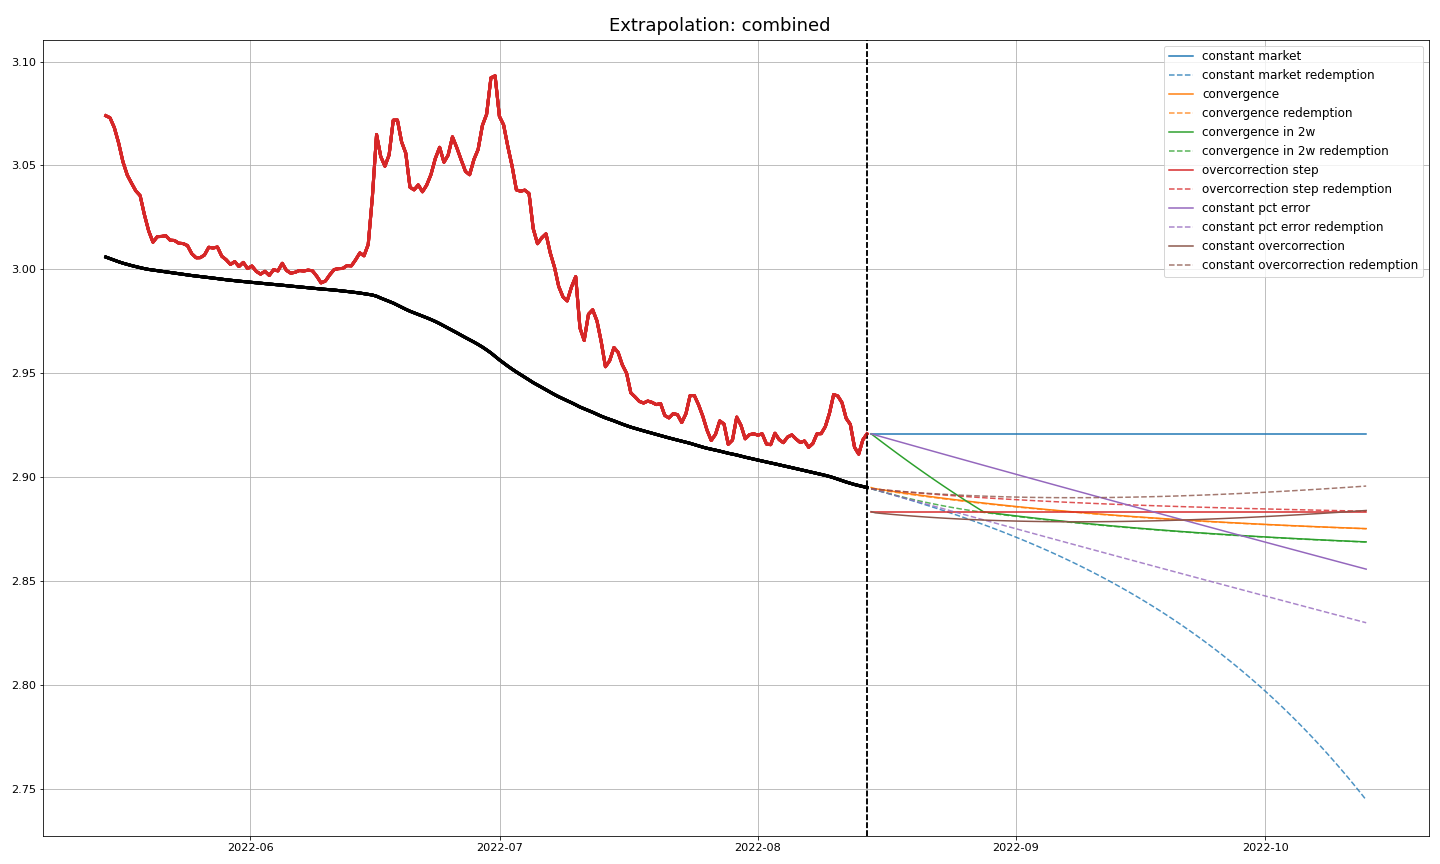 Extrapolation: combined
3.10
3.05
3.00
2.95
2.90
2.85
2.80
2.75
constant market
constant market redemption
convergence
convergence redemption
convergence in 2w
convergence in 2w redemption
overcorrection step
overcorrection step redemption
constant pct error
constant pct error redemption
constant overcorrection
constant overcorrection redemption
2022-06
2022-07
2022-08
2022-09
2022-10